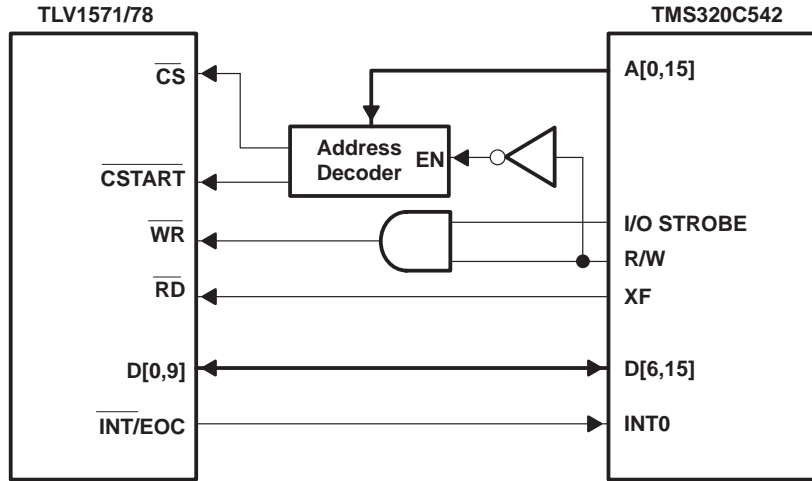 TLV1571/78
TMS320C542
CS
A[0,15]
Address
Decoder
EN
CSTART
I/O STROBE
WR
R/W
RD
XF
D[0,9]
D[6,15]
INT/EOC
INT0